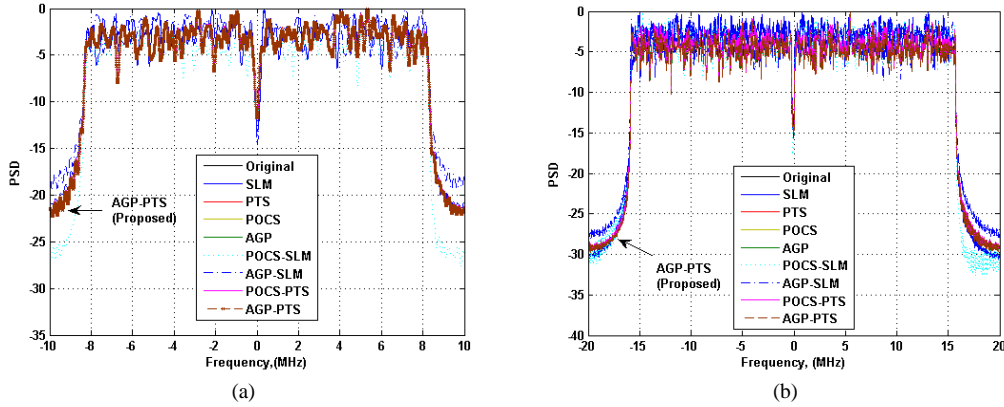 0
-5
-10
-15
-20
-25
-30
-35
PSD
-10 -8 -6 -4 -2 0 2 4 6 8 10
Frequency,(MHz)
AGP-PTS
(Proposed)
Original
SLM
PTS
POCS
AGP
POCS-SLM
AGP-SLM
POCS-PTS
AGP-PTS
(a)
0
-5
-10
-15
-20
-25
-30
-35
-40
PSD
-20 -15 -10 -5 0 5 10 15 20
Frequency, (MHz)
AGP-PTS
(Proposed)
Original
SLM
PTS
POCS
AGP
POCS-SLM
AGP-SLM
POCS-PTS
AGP-PTS
(b)